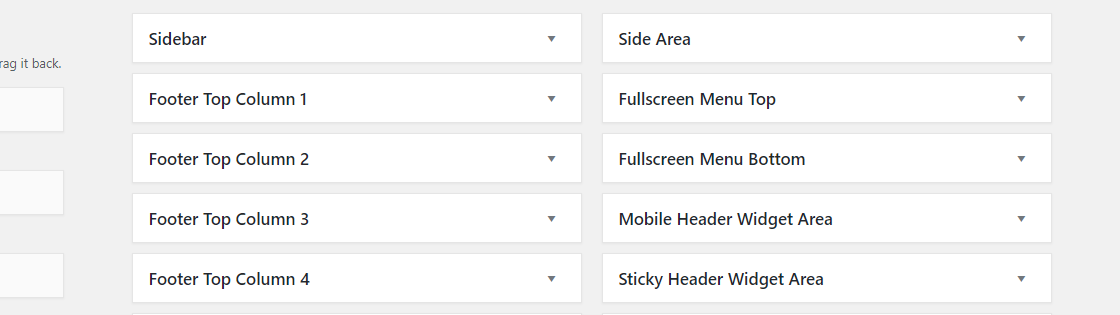 Sidebar
Side Area
rag it back.
Footer Top Column 1
Fullscreen Menu Top
Footer Top Column 2
Fullscreen Menu Bottom
Footer Top Column 3
Mobile Header Widget Area
Footer Top Column 4
Sticky Header Widget Area